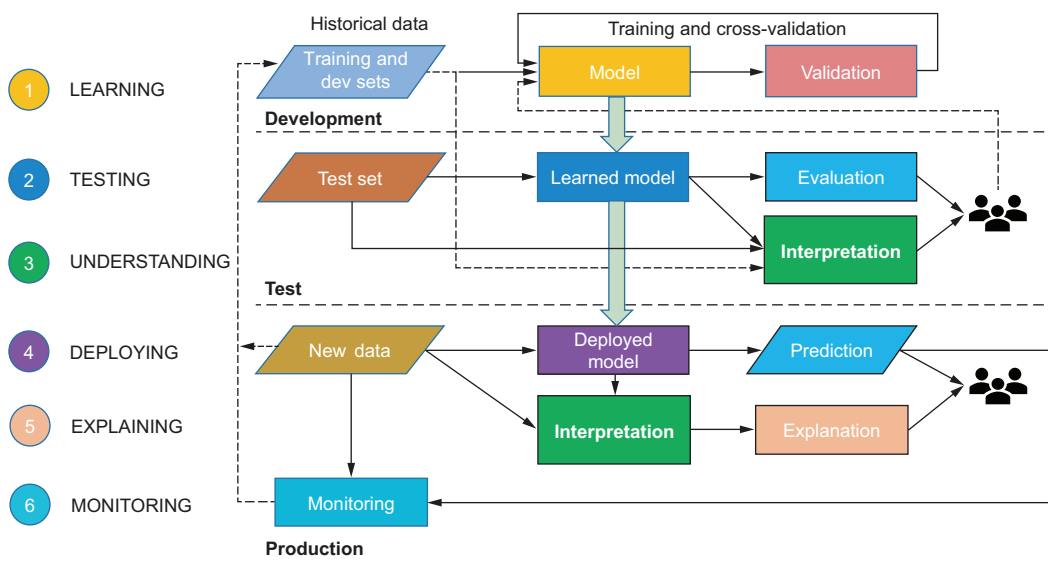 Historical data
Training and cross-validation
Training and
dev sets
Model
Validation
1
LEARNING
Development
2
TESTING
Test set
Learned model
Evaluation
3
UNDERSTANDING
Interpretation
Test
4
DEPLOYING
New data
Deployed
model
Prediction
5
EXPLAINING
Interpretation
Explanation
6
MONITORING
Monitoring
Production